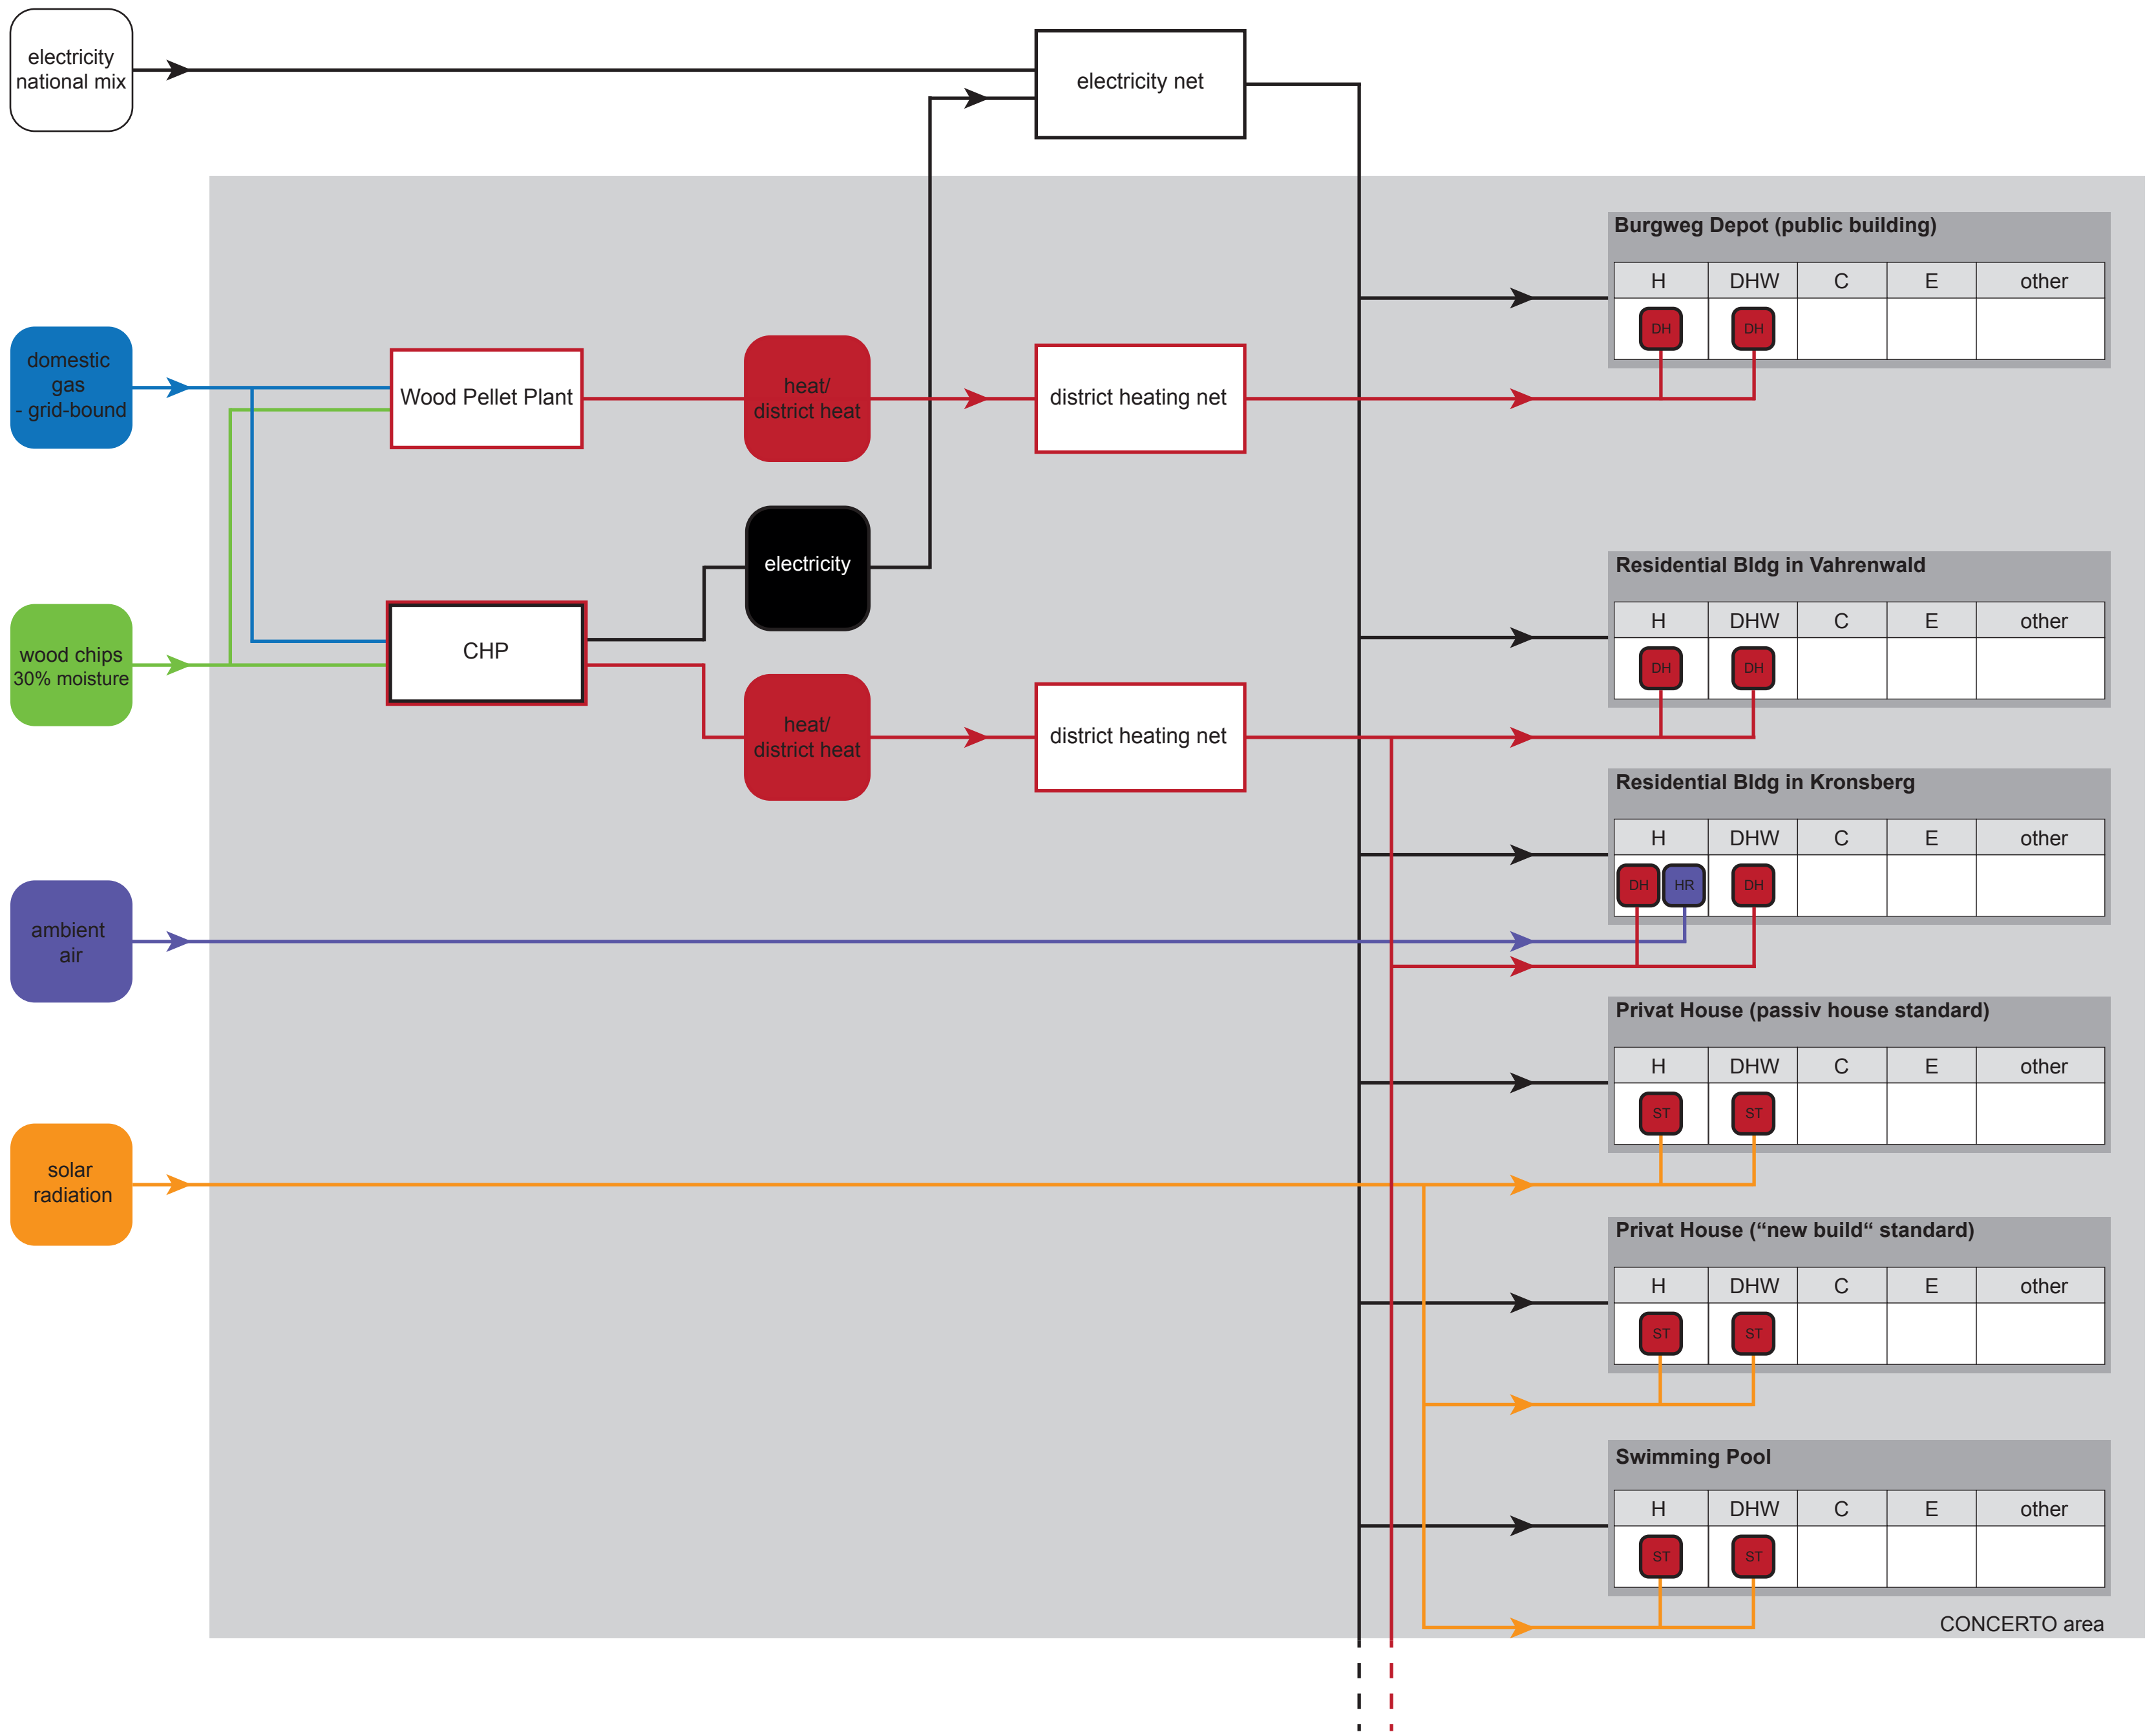 electricity
national mix
electricity net
Burgweg Depot (public building)
H DHW C E other
DH DH
domestic
gas
- grid-bound
Wood Pellet Plant
heat/
district heat
district heating net
electricity
Residential Bldg in Vahrenwald
H DHW C E other
DH DH
wood chips
30% moisture
CHP
heat/
district heat
district heating net
Residential Bldg in Kronsberg
H DHW C E other
DH HR DH
ambient
air
Privat House (passiv house standard)
H DHW C E other
ST ST
solar
radiation
Privat House (“new build“ standard)
H DHW C E other
ST ST
Swimming Pool
H DHW C E other
ST ST
CONCERTO area